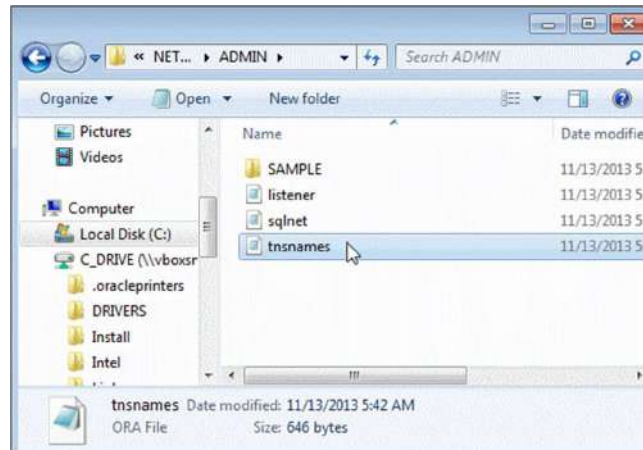 « NET... ▸ ADMIN ▸
Search ADMIN
Organize ▾ Open ▾ New folder
Name Date modifie
Pictures
Videos
Computer
Local Disk (C:)
C_DRIVE (\\vboxsr
.oracleprinters
DRIVERS
Install
Intel
SAMPLE 11/13/2013 5
listener 11/13/2013 5
sqlnet 11/13/2013 5
tnsnames 11/13/2013 5
tnsnames Date modified: 11/13/2013 5:42 AM
ORA File Size: 646 bytes